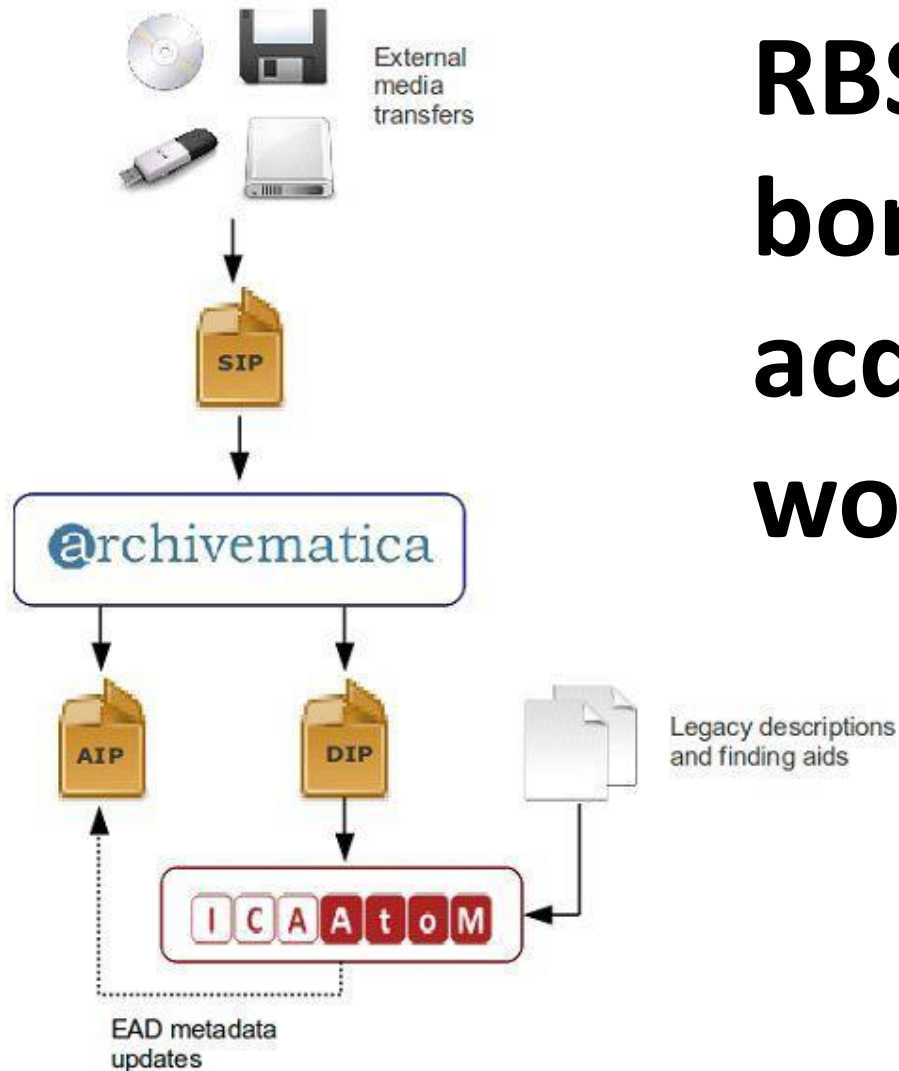 External
media
transfers
SIP
archivematica
AIP
DIP
Legacy descriptions
and finding aids
ICAAtoM
EAD metadata
updates
RBS
bor
acc
wo